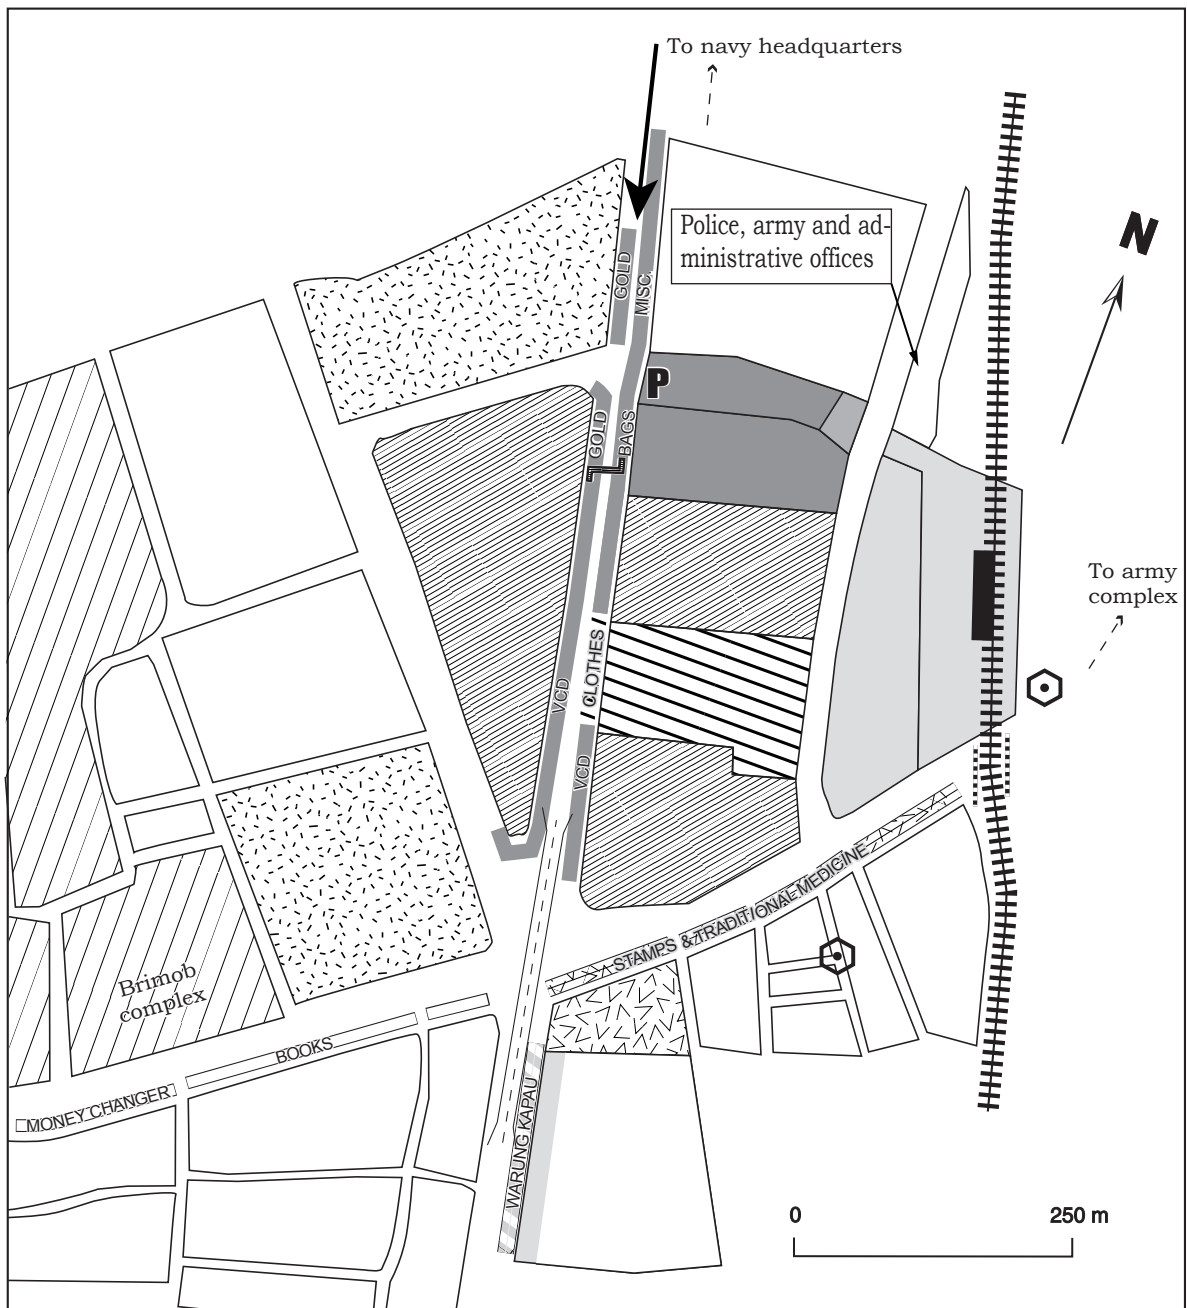 To navy headquarters
Police, army and ad-
ministrative offices
N
GOLD
MISC.
P
GOLD
BAGS
To army
complex
CLOTHES
VCD
VCD
STAMPS & TRADITIONAL MEDICINE
Brimob
complex
BOOKS
MONEY CHANGER
WARUNG KAPAU
0
250 m